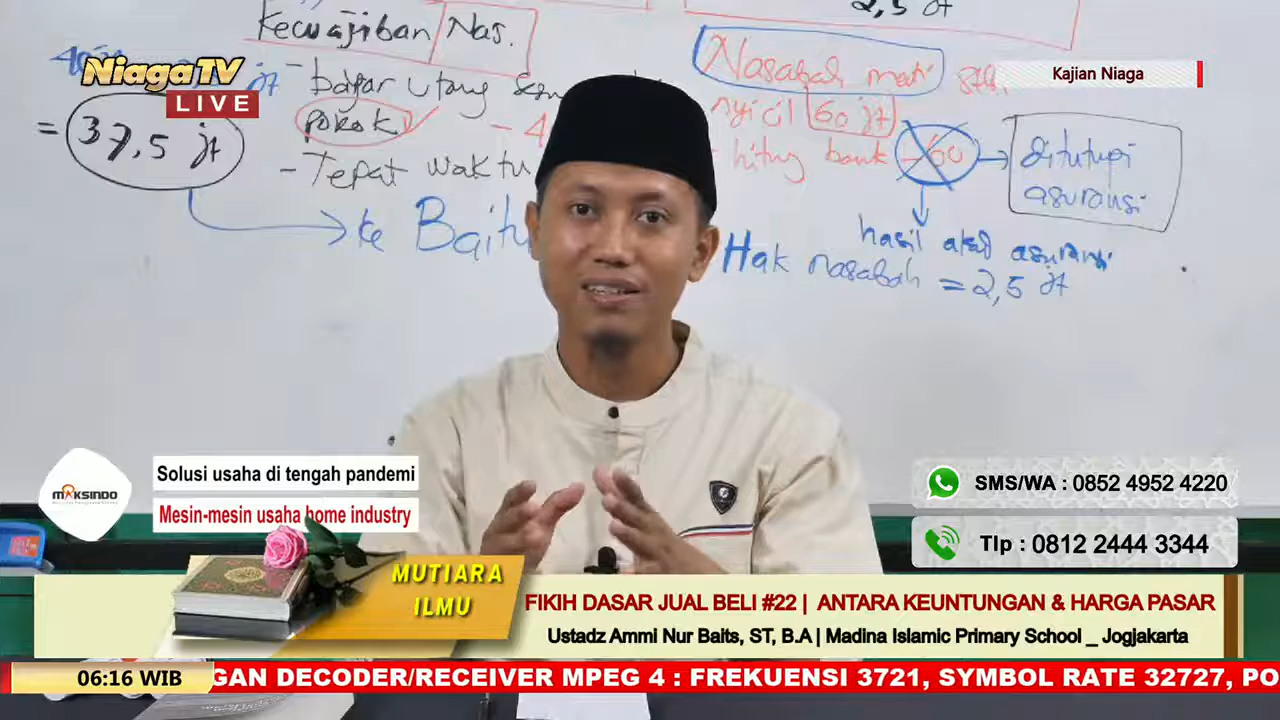 2,5 jt
Kewajiban Nas.
NiagaTV
LIVE
Kajian Niaga
- bayar utang
pokok
- Tepat waktu
= 37,5 jt
ke
Nasabah mati
nyicil 60 jt
- hitung bank
ditutupi
asuransi
hasil akad asuransi
Hak nasabah = 2,5 jt
MAKSINDO
Solusi usaha di tengah pandemi
Mesin-mesin usaha home industry
SMS/WA : 0852 4952 4220
Tlp : 0812 2444 3344
MUTIARA
ILMU
FIKIH DASAR JUAL BELI #22 | ANTARA KEUNTUNGAN & HARGA PASAR
Ustadz Ammi Nur Baits, ST, B.A | Madina Islamic Primary School _ Jogjakarta
06:16 WIB
GAN DECODER/RECEIVER MPEG 4 : FREKUENSI 3721, SYMBOL RATE 32727, PO